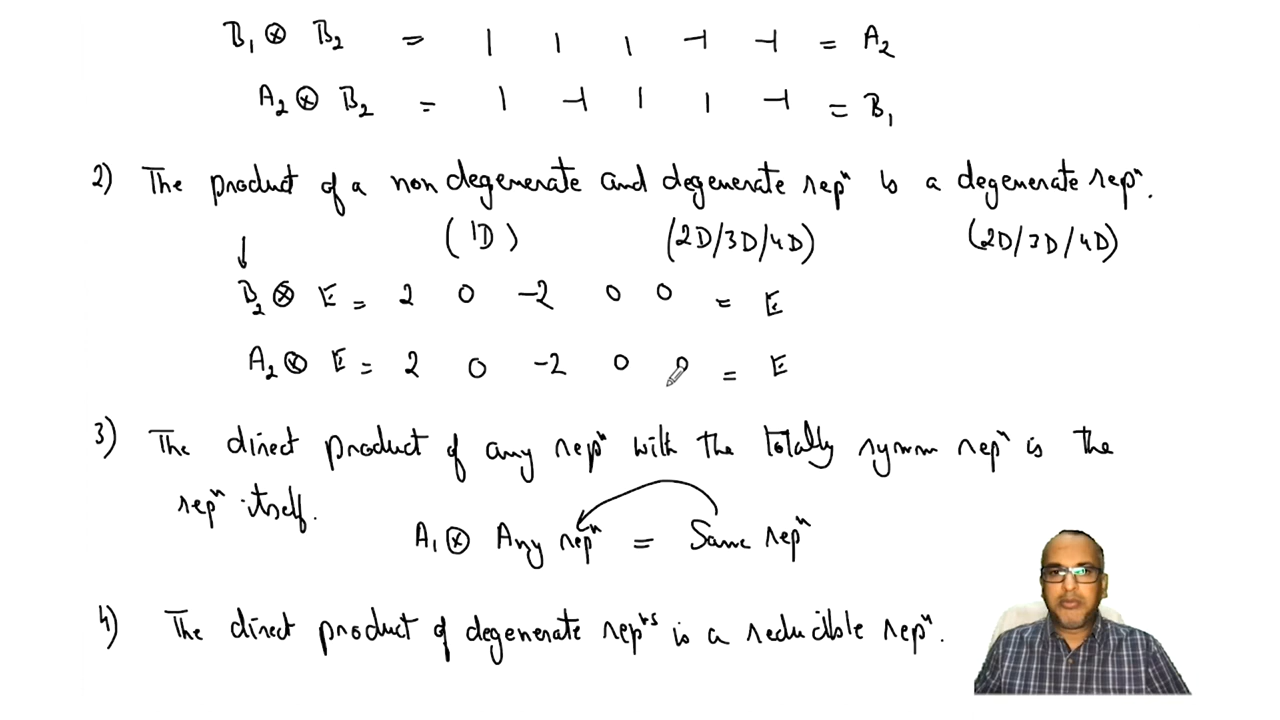 B₁ ⊗ B₂ = 1 1 1 -1 -1 = A₂
A₂ ⊗ B₂ = 1 -1 1 1 -1 = B₁
2) The product of a non degenerate and degenerate repⁿ is a degenerate repⁿ.
(1D) (2D/3D/4D) (2D/3D/4D)
↓
B₂ ⊗ E = 2 0 -2 0 0 = E
A₂ ⊗ E = 2 0 -2 0 0 = E
3) The direct product of any repⁿ with the totally symm repⁿ is the
repⁿ itself.
A₁ ⊗ Any repⁿ = Same repⁿ
4) The direct product of degenerate repⁿˢ is a reducible repⁿ.